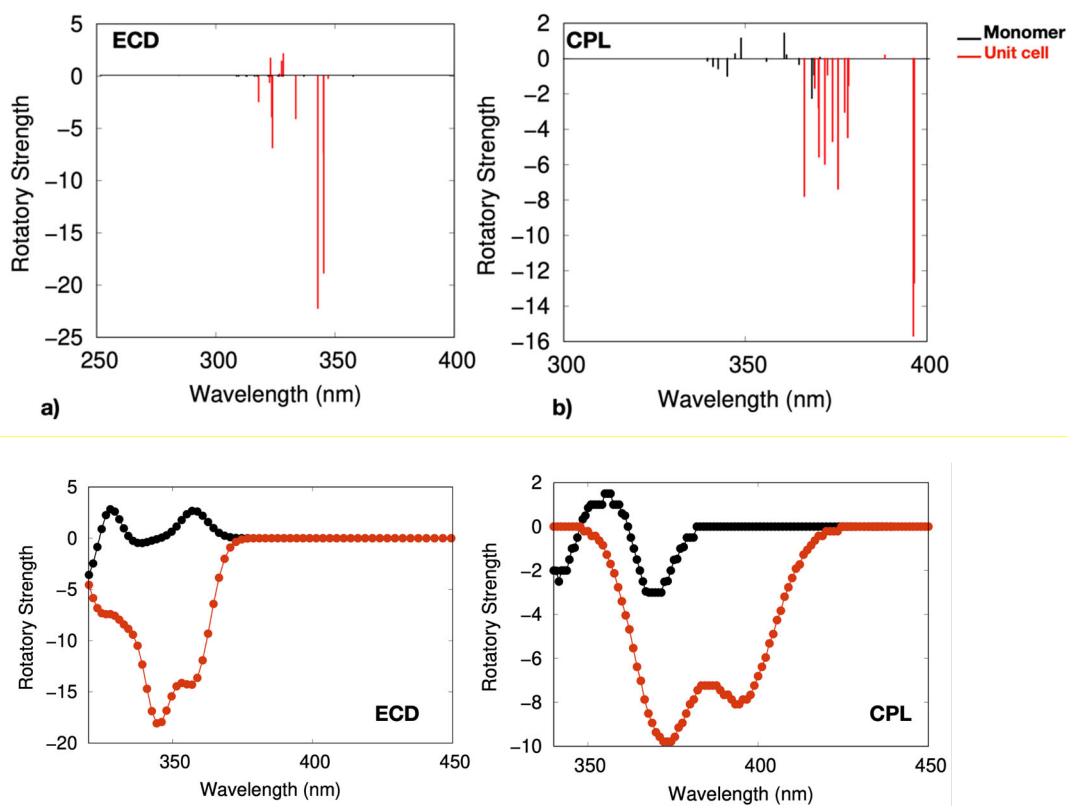 ECD
5
0
−5
−10
−15
−20
−25
250
300
350
400
Rotatory Strength
Wavelength (nm)
a)
CPL
2
0
−2
−4
−6
−8
−10
−12
−14
−16
300
350
400
Rotatory Strength
Wavelength (nm)
b)
Monomer
Unit cell
5
0
−5
−10
−15
−20
350
400
450
Rotatory Strength
Wavelength (nm)
ECD
2
0
−2
−4
−6
−8
−10
350
400
450
Rotatory Strength
Wavelength (nm)
CPL